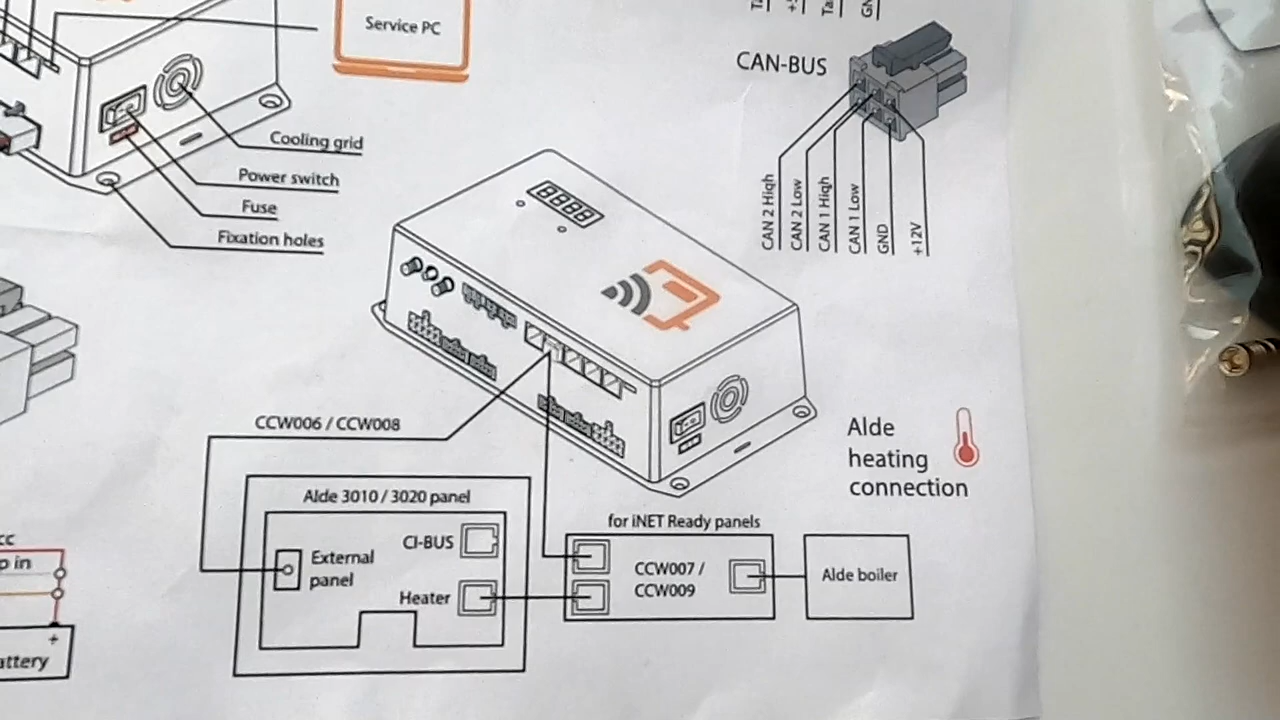 Service PC
CAN-BUS
Cooling grid
Power switch
Fuse
Fixation holes
CAN 2 High
CAN 2 Low
CAN 1 High
CAN 1 Low
GND
+12V
8888
CCW006 / CCW008
Alde
heating
connection
Alde 3010 / 3020 panel
for iNET Ready panels
CI-BUS
External
panel
Heater
CCW007 /
CCW009
Alde boiler
p in
+
attery